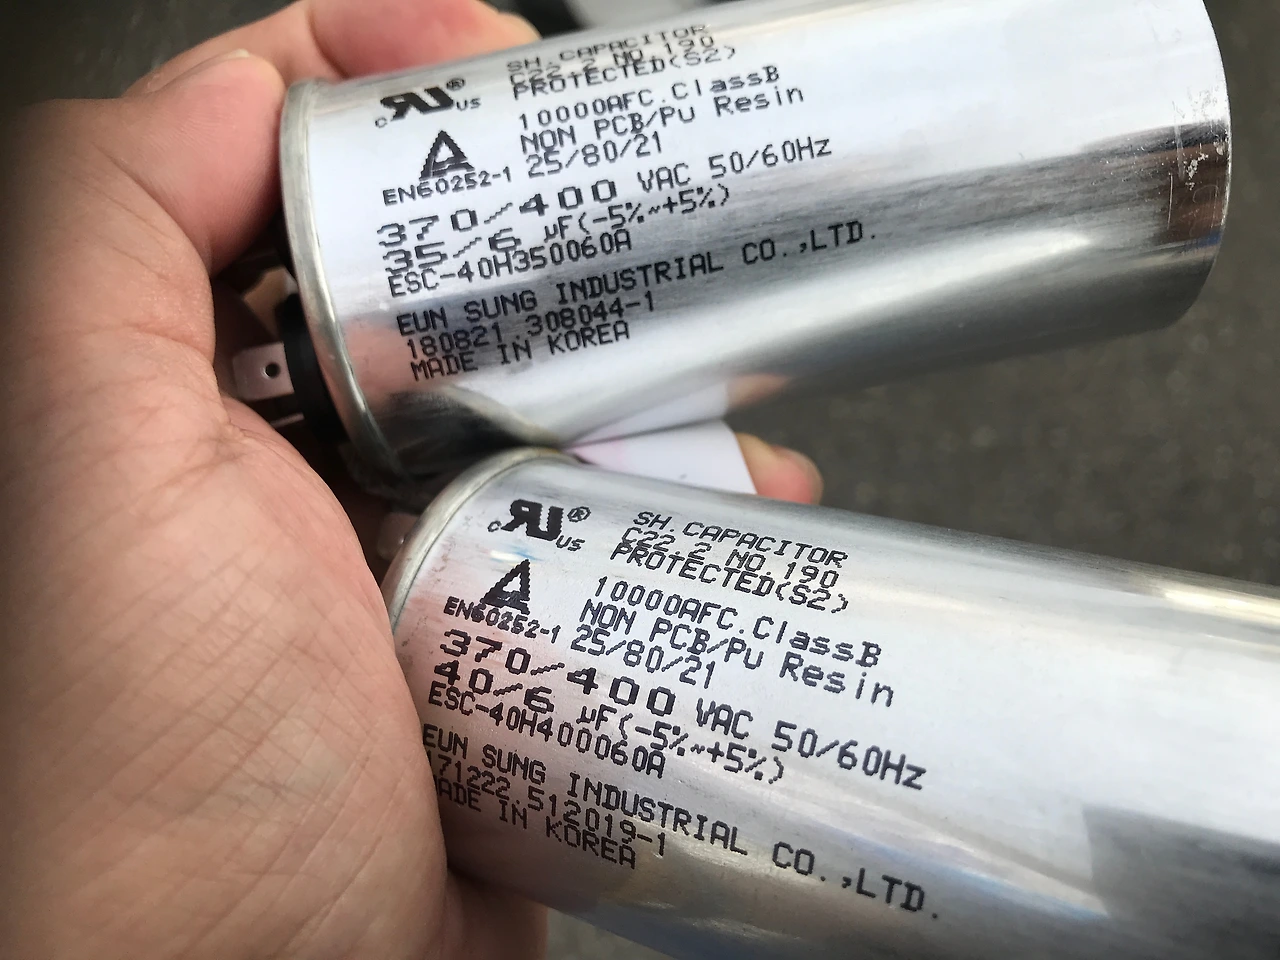 SH.CAPACITOR
C22.2 NO.190
PROTECTED(S2)
c RU ® US
10000AFC.ClassB
NON PCB/Pu Resin
EN60252-1 25/80/21
370/400 VAC 50/60Hz
35/6 µF(-5%~+5%)
ESC-40H350060A
EUN SUNG INDUSTRIAL CO.,LTD.
180821 308044-1
MADE IN KOREA
SH.CAPACITOR
C22.2 NO.190
PROTECTED(S2)
c RU ® US
10000AFC.ClassB
NON PCB/Pu Resin
EN60252-1 25/80/21
370/400 VAC 50/60Hz
40/6 µF(-5%~+5%)
ESC-40H400060A
EUN SUNG INDUSTRIAL CO.,LTD.
171222 512019-1
MADE IN KOREA